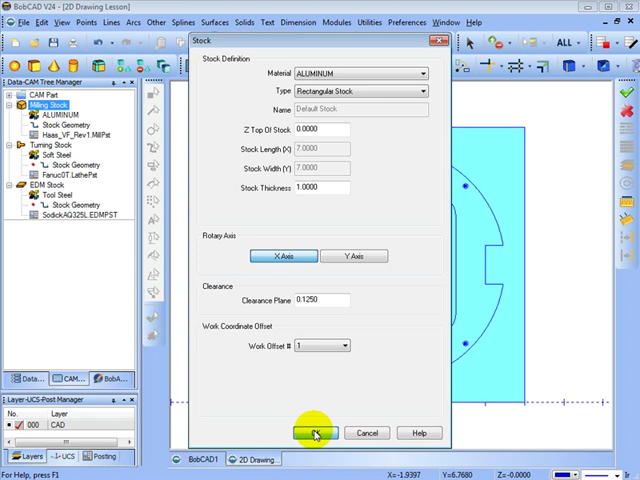 BobCAD V24 - [2D Drawing Lesson]
File Edit View Points Lines Arcs Other Splines Surfaces Solids Text Dimension Modules Utilities Preferences Window Help
ALL
Data-CAM Tree Manager
CAM Part
Milling Stock
ALUMINUM
Stock Geometry
Haas_VF_Rev1.MillPst
Turning Stock
Soft Steel
Stock Geometry
Fanuc0T.LathePst
EDM Stock
Tool Steel
Stock Geometry
SodickAQ325L.EDMPST
Data...
CAM...
BobA...
Layer-UCS-Post Manager
No. Layer
000 CAD
Layers UCS Posting
Stock
Stock Definition
Material ALUMINUM
Type Rectangular Stock
Name Default Stock
Z Top Of Stock 0.0000
Stock Length (X) 7.0000
Stock Width (Y) 7.0000
Stock Thickness 1.0000
Rotary Axis
X Axis Y Axis
Clearance
Clearance Plane 0.1250
Work Coordinate Offset
Work Offset # 1
OK Cancel Help
BobCAD1 2D Drawing...
For Help, press F1
X=-1.9397 Y=6.7680 Z=-0.0000